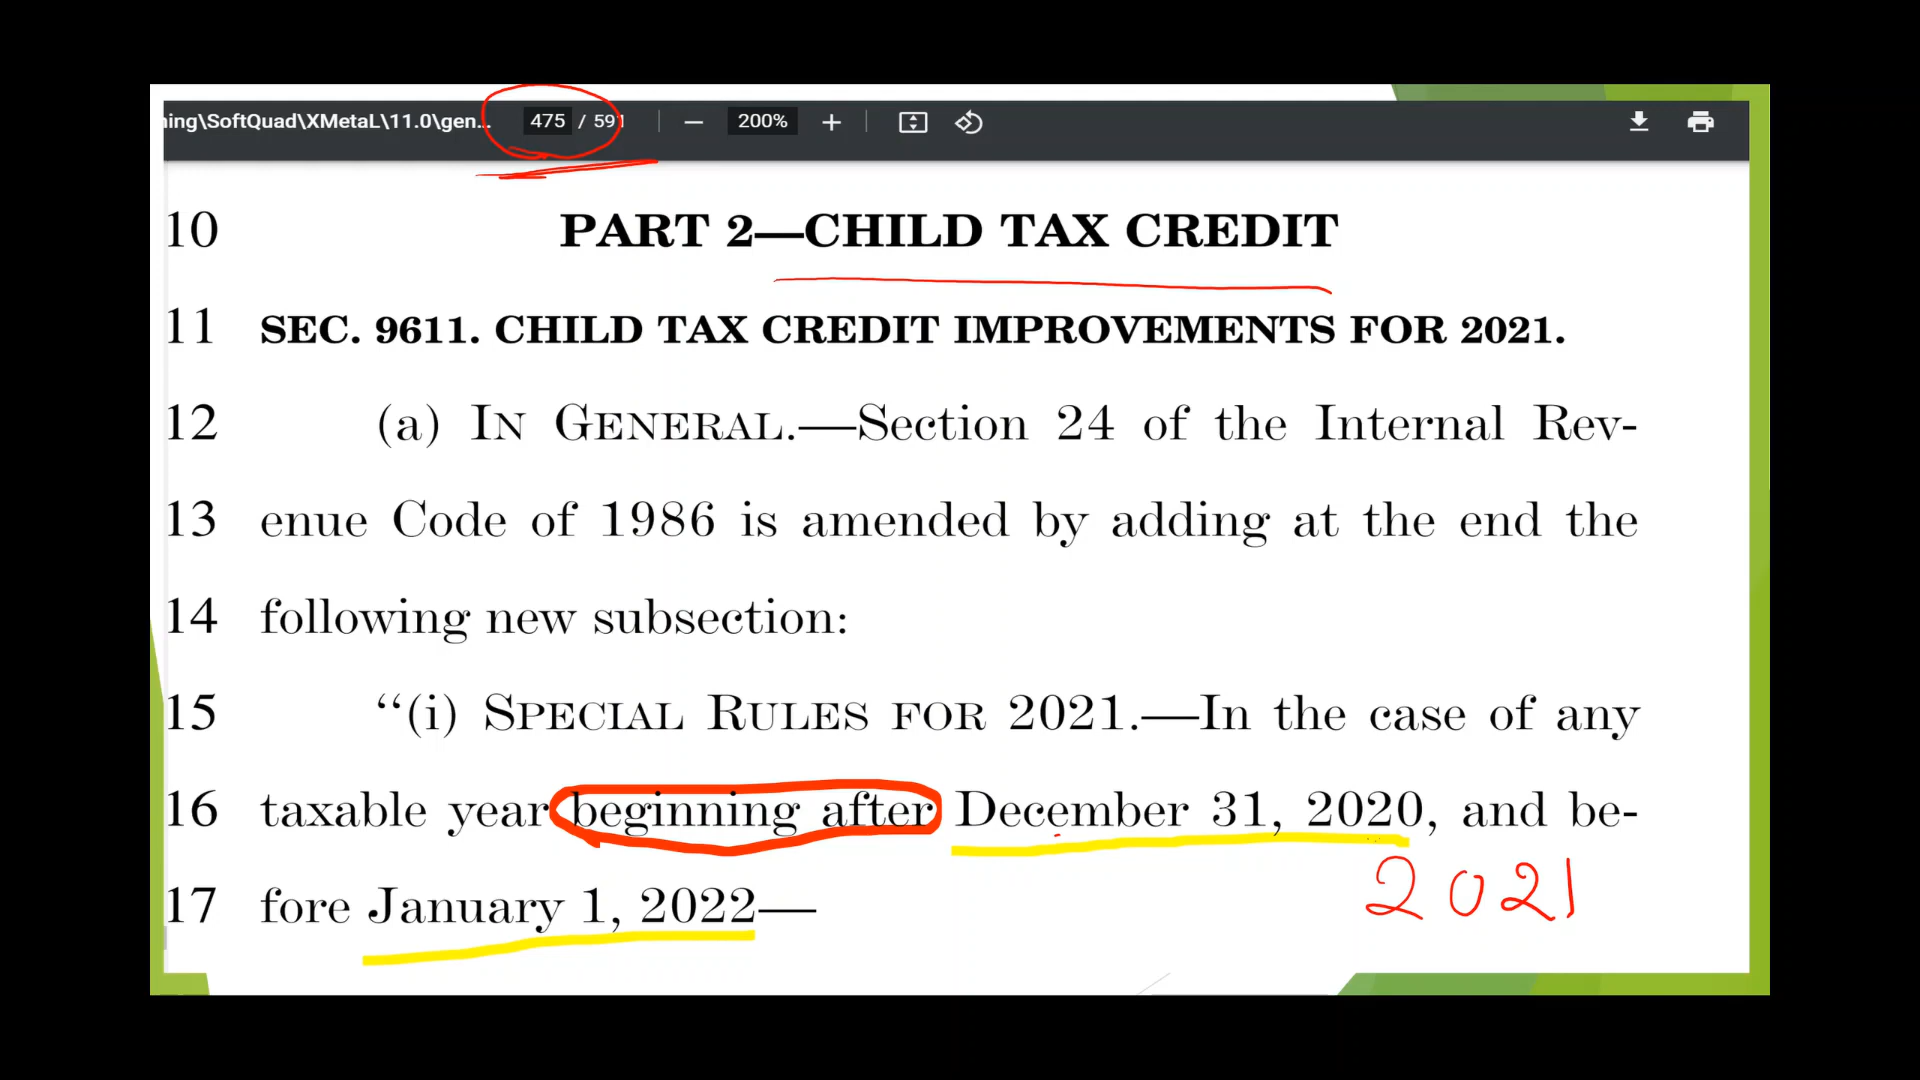 ning\SoftQuad\XMetaL\11.0\gen... 475 / 591 200%
10 PART 2—CHILD TAX CREDIT
11 SEC. 9611. CHILD TAX CREDIT IMPROVEMENTS FOR 2021.
12 (a) IN GENERAL.—Section 24 of the Internal Rev-
13 enue Code of 1986 is amended by adding at the end the
14 following new subsection:
15 “(i) SPECIAL RULES FOR 2021.—In the case of any
16 taxable year beginning after December 31, 2020, and be-
17 fore January 1, 2022—
2021